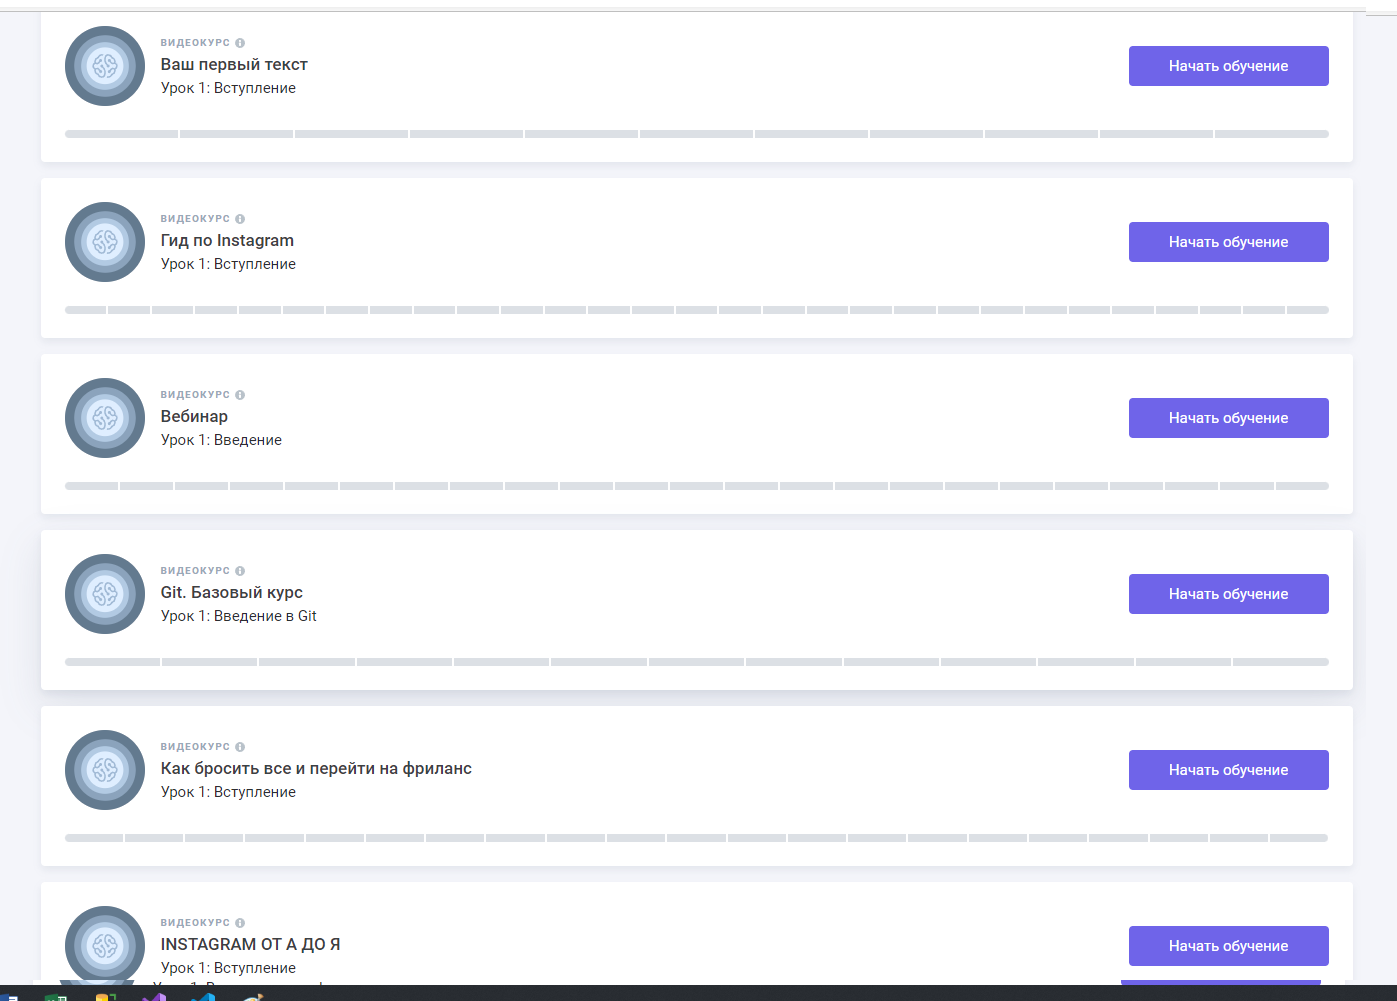 ВИДЕОКУРС
Ваш первый текст
Урок 1: Вступление
Начать обучение
ВИДЕОКУРС
Гид по Instagram
Урок 1: Вступление
Начать обучение
ВИДЕОКУРС
Вебинар
Урок 1: Введение
Начать обучение
ВИДЕОКУРС
Git. Базовый курс
Урок 1: Введение в Git
Начать обучение
ВИДЕОКУРС
Как бросить все и перейти на фриланс
Урок 1: Вступление
Начать обучение
ВИДЕОКУРС
INSTAGRAM ОТ А ДО Я
Урок 1: Вступление
Начать обучение